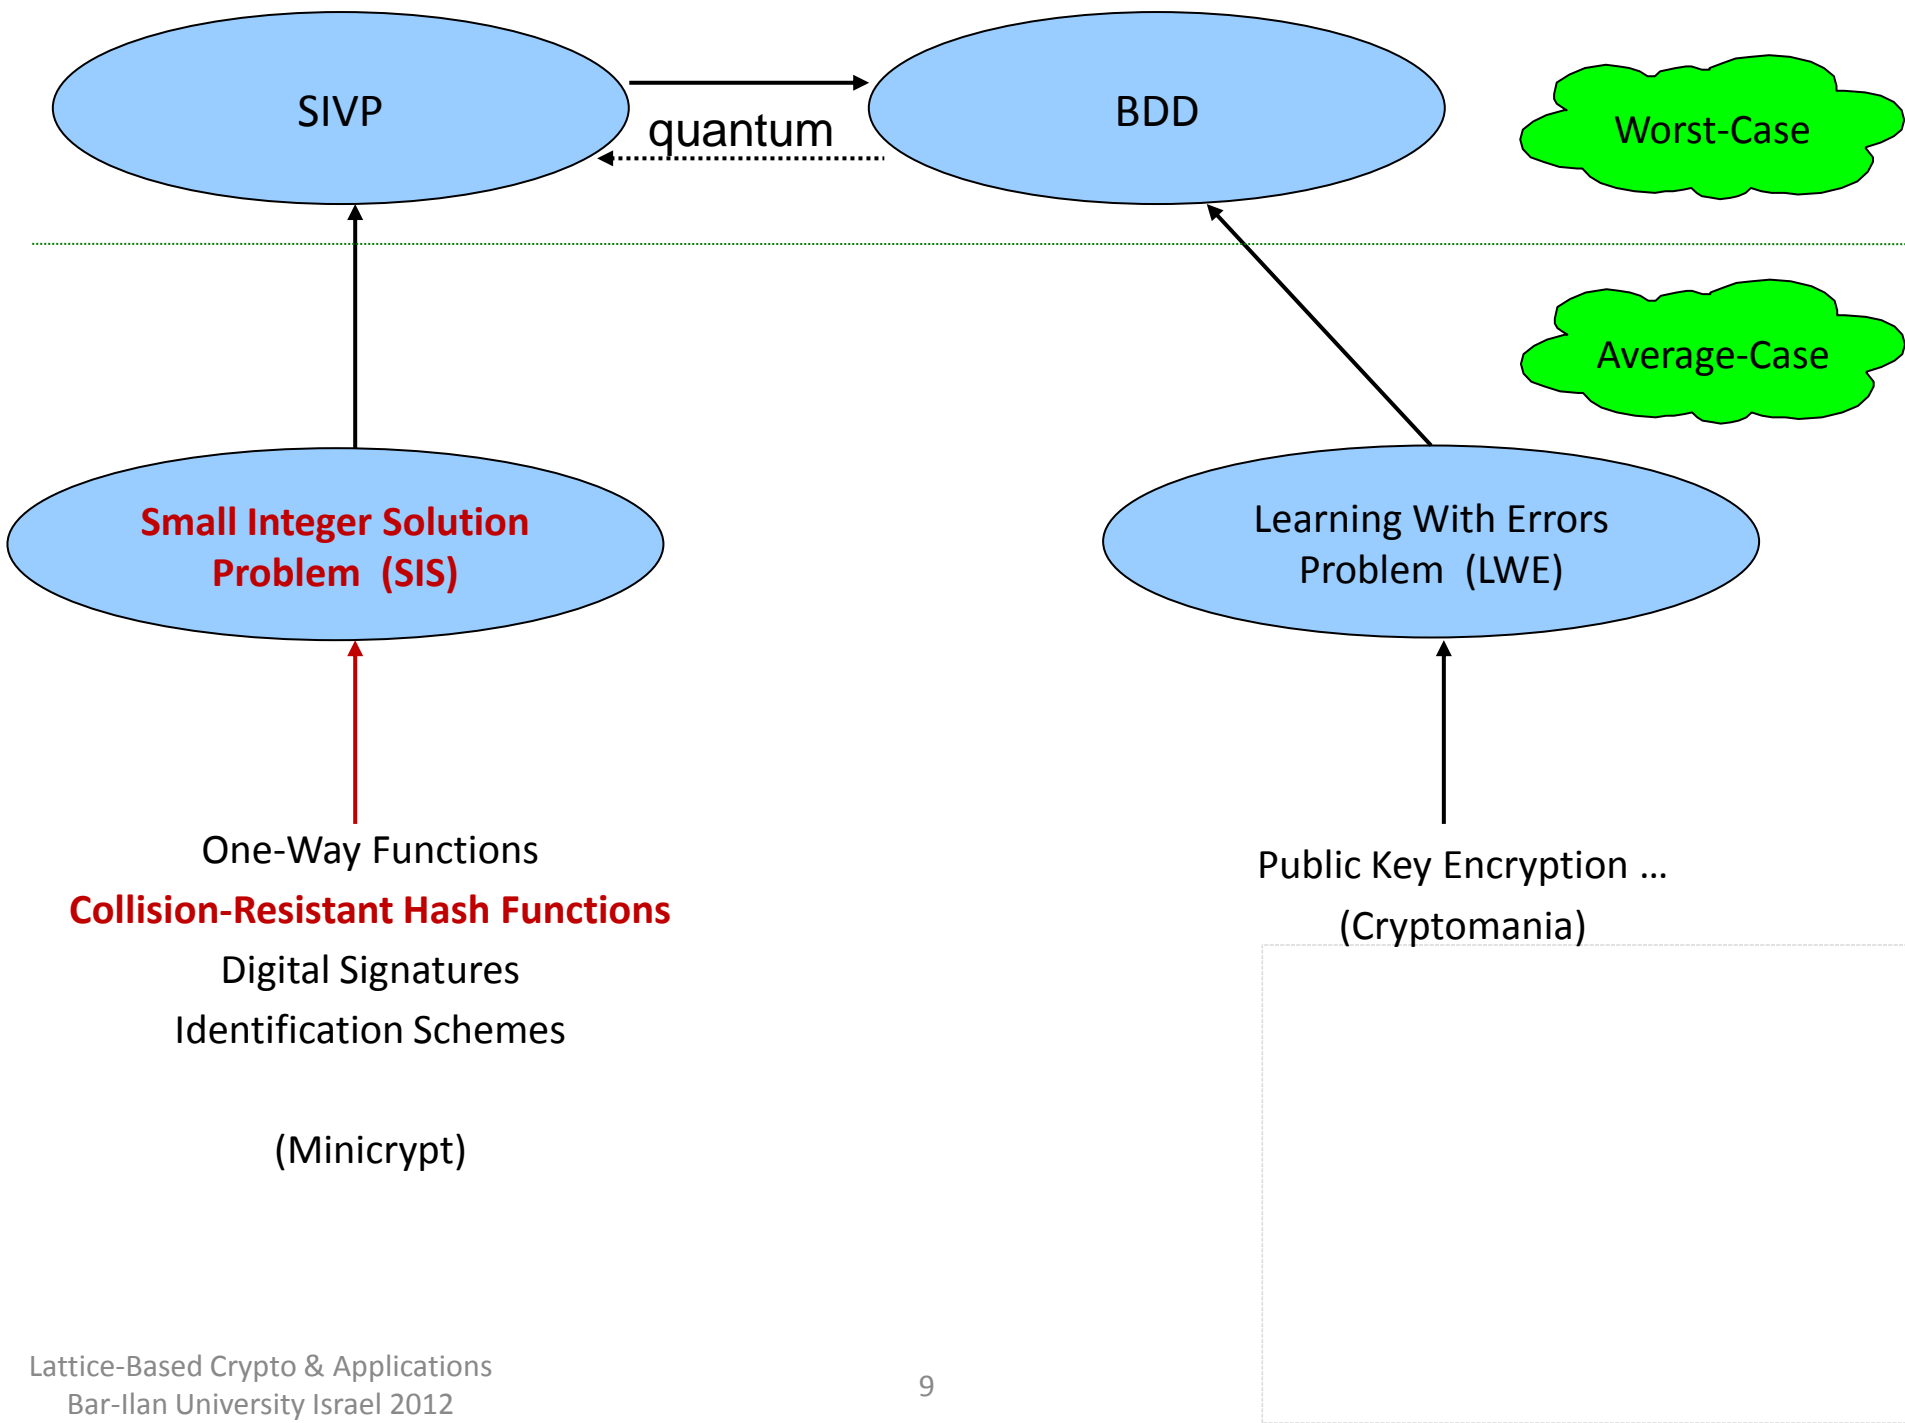 SIVP
BDD
quantum
Worst-Case
Average-Case
Small Integer Solution
Problem (SIS)
Learning With Errors
Problem (LWE)
One-Way Functions
Collision-Resistant Hash Functions
Digital Signatures
Identification Schemes
(Minicrypt)
Public Key Encryption ...
(Cryptomania)
Lattice-Based Crypto & Applications
Bar-Ilan University Israel 2012
9